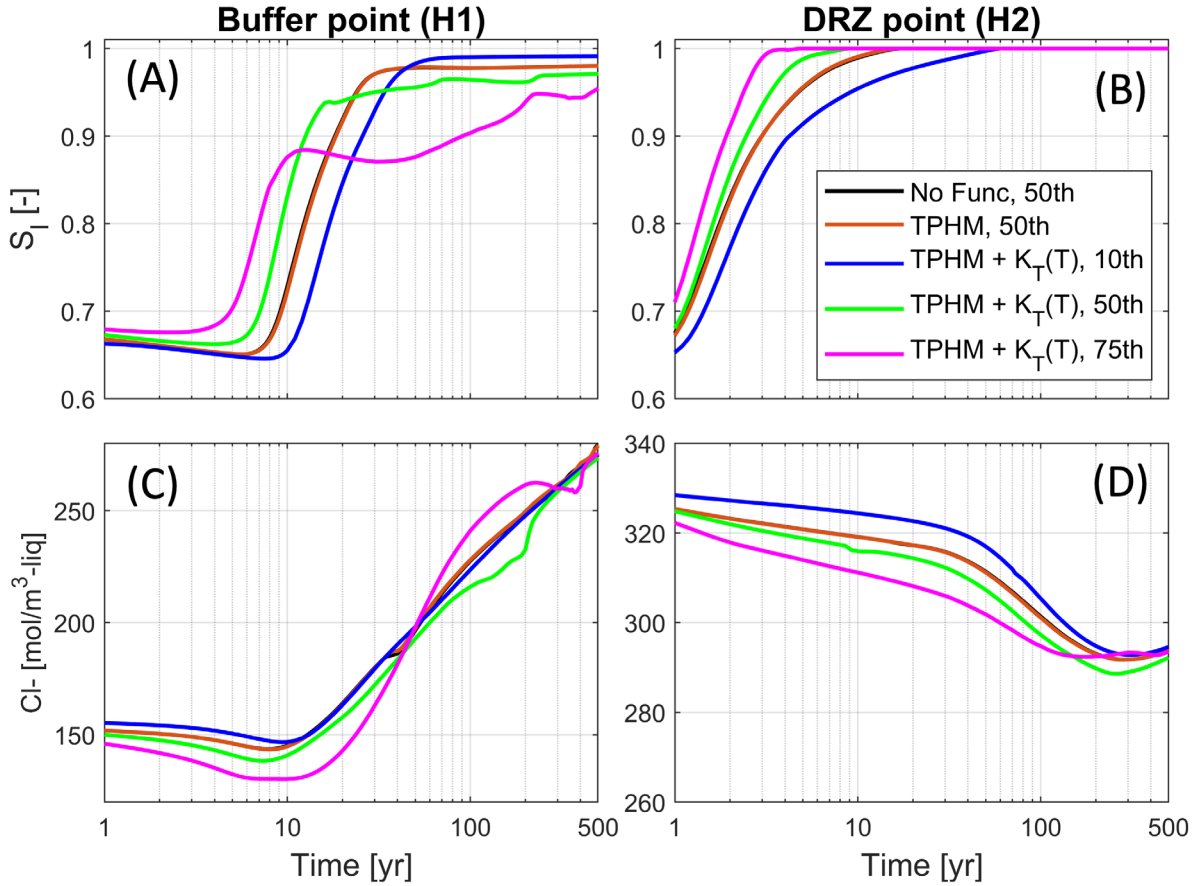 Buffer point (H1)
DRZ point (H2)
(A)
(B)
1
0.9
0.8
0.7
0.6
S_l [-]
1
0.9
0.8
0.7
0.6
No Func, 50th
TPHM, 50th
TPHM + K_T(T), 10th
TPHM + K_T(T), 50th
TPHM + K_T(T), 75th
(C)
(D)
250
200
150
Cl- [mol/m³-liq]
340
320
300
280
260
1 10 100 500
1 10 100 500
Time [yr]
Time [yr]